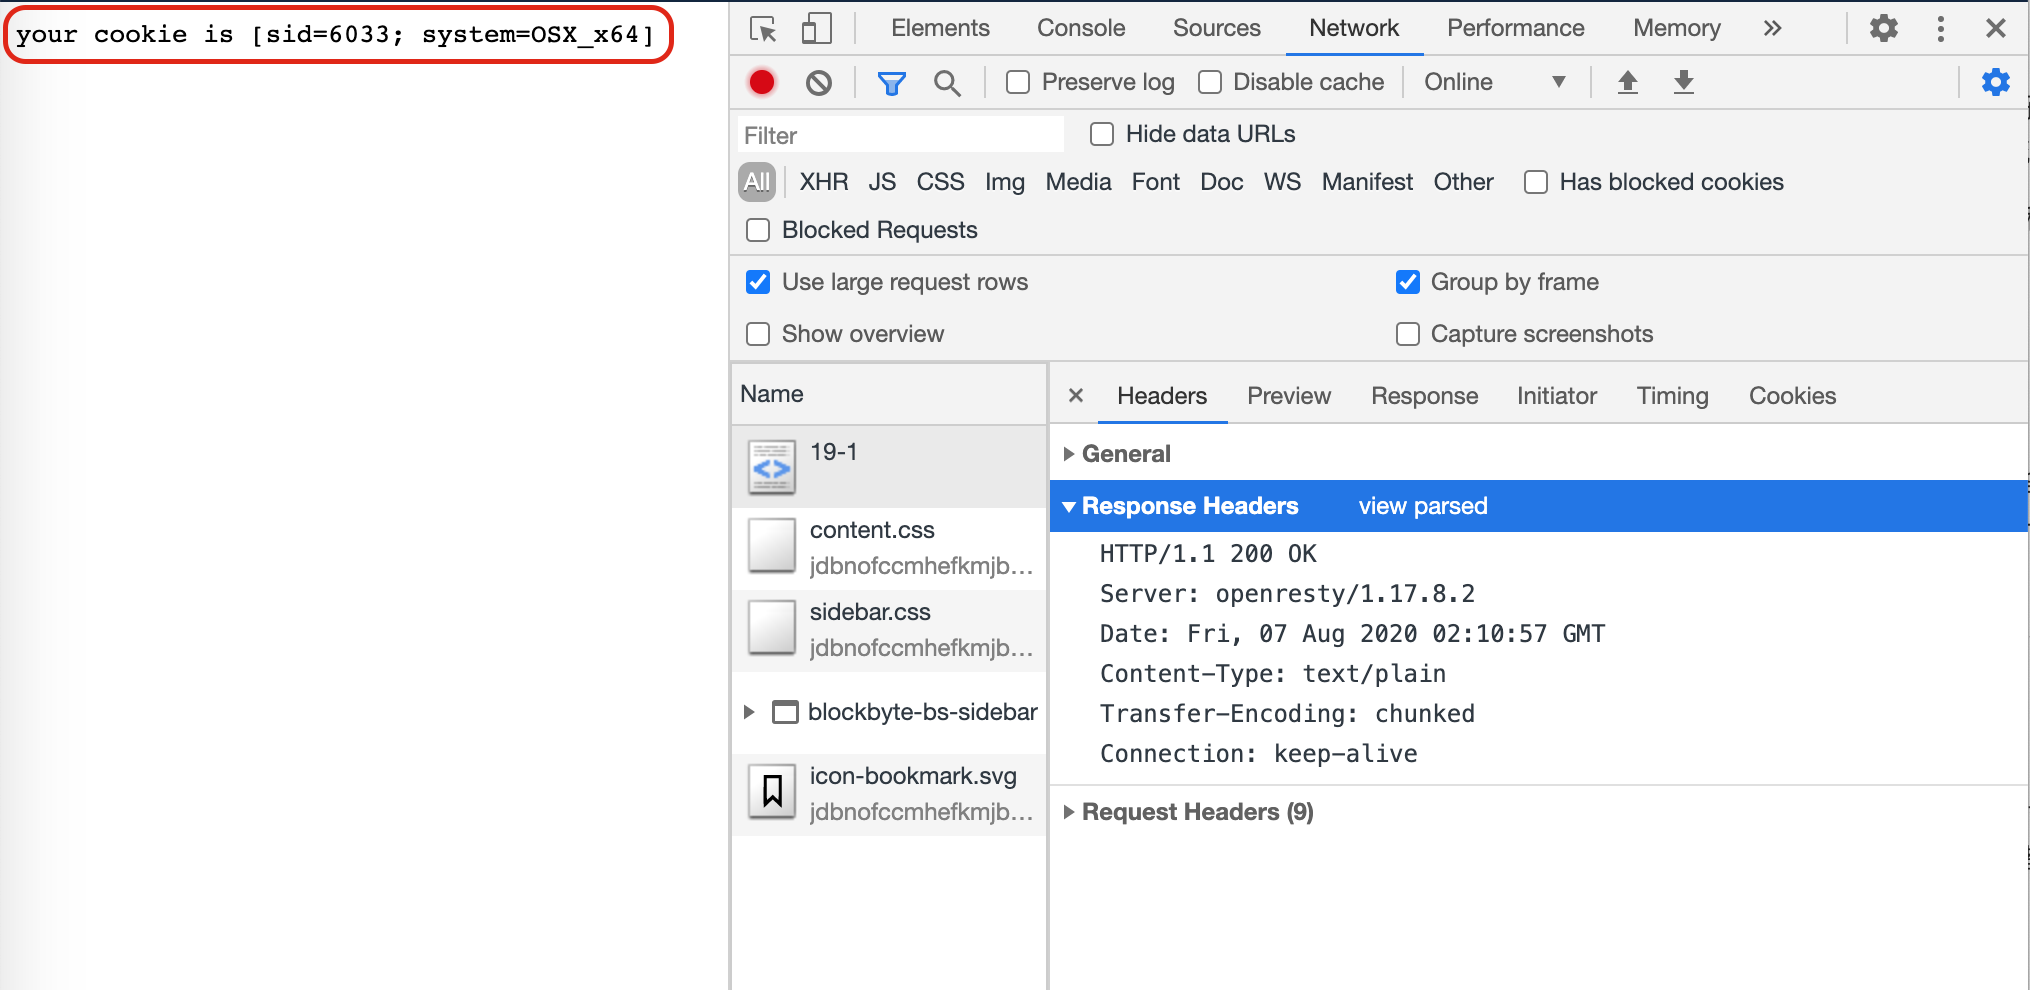 your cookie is [sid=6033; system=OSX_x64]
Elements Console Sources Network Performance Memory
Preserve log Disable cache Online
Filter Hide data URLs
All XHR JS CSS Img Media Font Doc WS Manifest Other Has blocked cookies
Blocked Requests
Use large request rows Group by frame
Show overview Capture screenshots
Name
19-1
content.css
jdbnofccmhefkmjb...
sidebar.css
jdbnofccmhefkmjb...
blockbyte-bs-sidebar
icon-bookmark.svg
jdbnofccmhefkmjb...
Headers Preview Response Initiator Timing Cookies
General
Response Headers view parsed
HTTP/1.1 200 OK
Server: openresty/1.17.8.2
Date: Fri, 07 Aug 2020 02:10:57 GMT
Content-Type: text/plain
Transfer-Encoding: chunked
Connection: keep-alive
Request Headers (9)